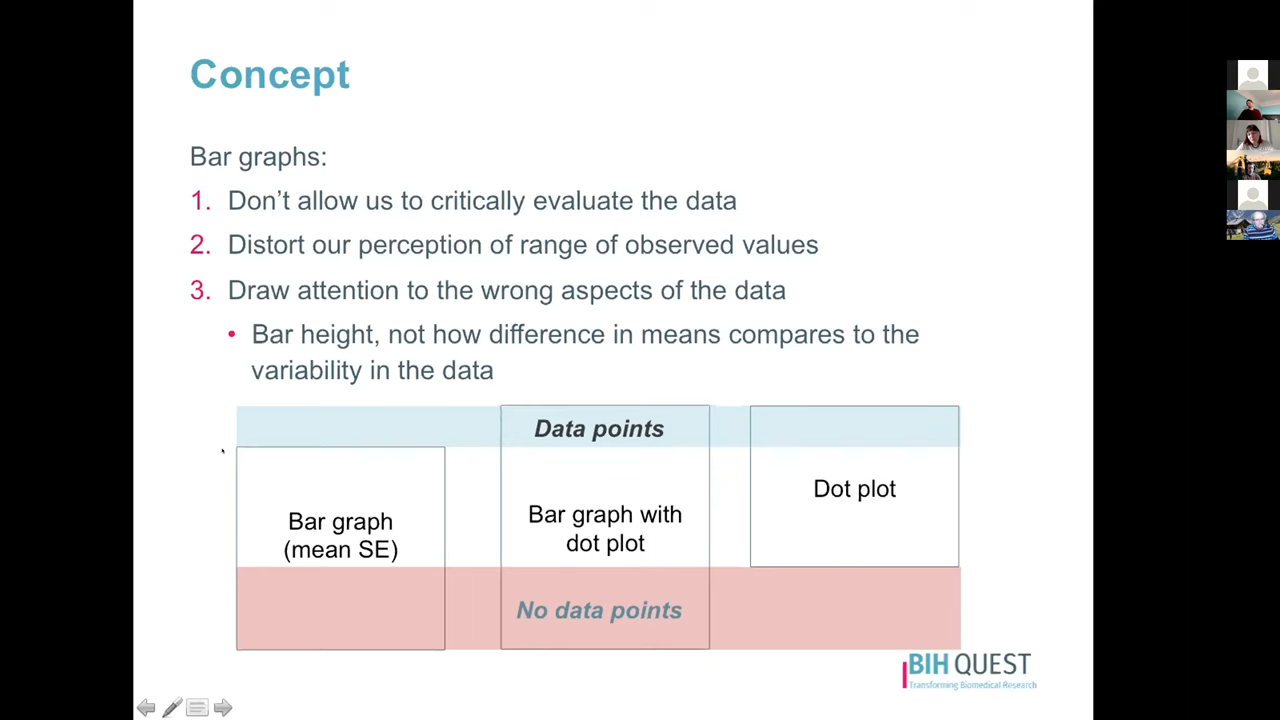 Concept
Bar graphs:
1. Don’t allow us to critically evaluate the data
2. Distort our perception of range of observed values
3. Draw attention to the wrong aspects of the data
• Bar height, not how difference in means compares to the
variability in the data
Data points
Bar graph
(mean SE)
Bar graph with
dot plot
Dot plot
No data points
BIH QUEST
Transforming Biomedical Research